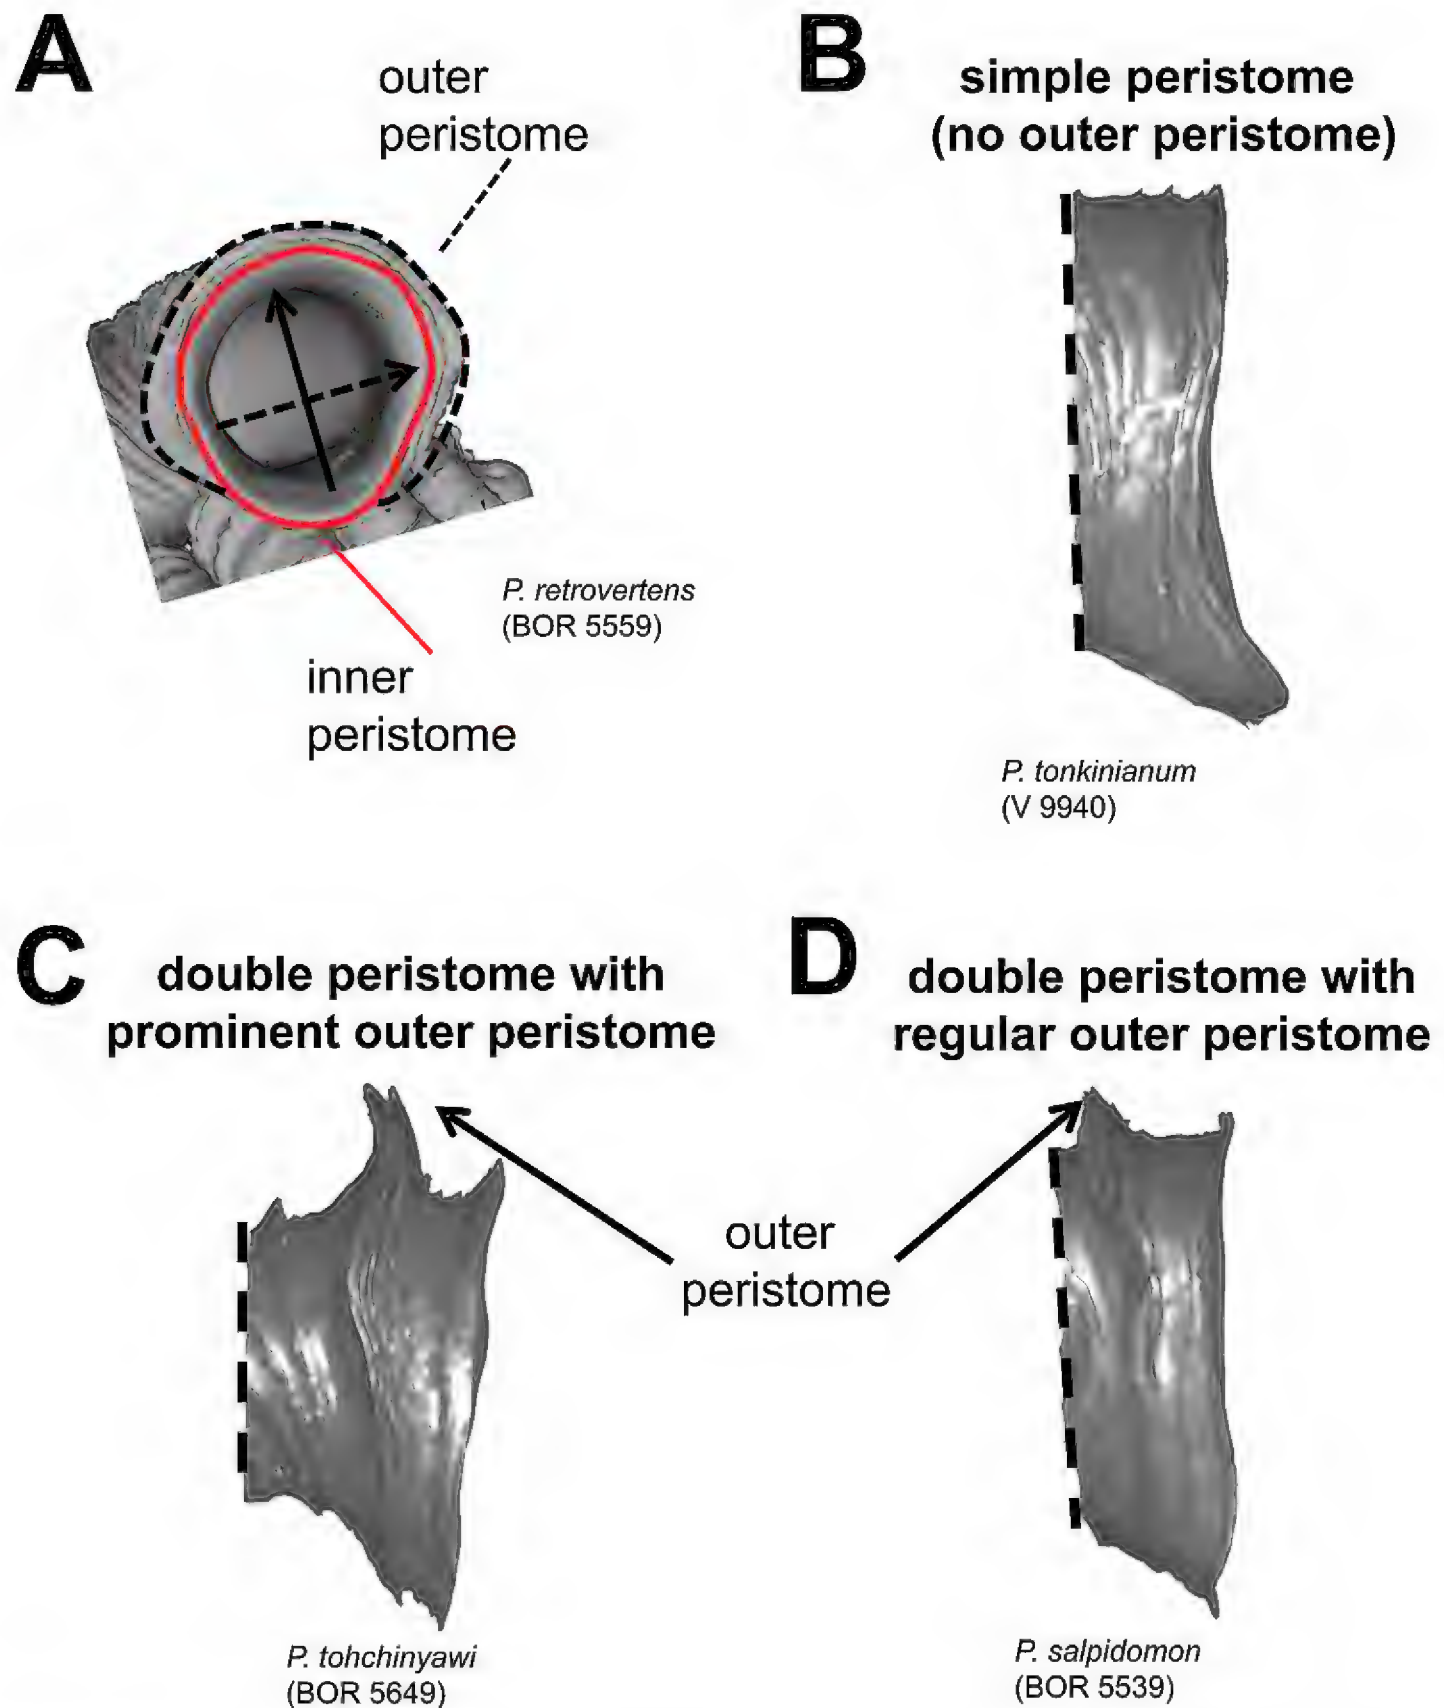 A
outer
peristome
P. retrovertens
(BOR 5559)
inner
peristome
B
simple peristome
(no outer peristome)
P. tonkinianum
(V 9940)
C
double peristome with
prominent outer peristome
outer
peristome
P. tohchinyawi
(BOR 5649)
D
double peristome with
regular outer peristome
P. salpidomon
(BOR 5539)